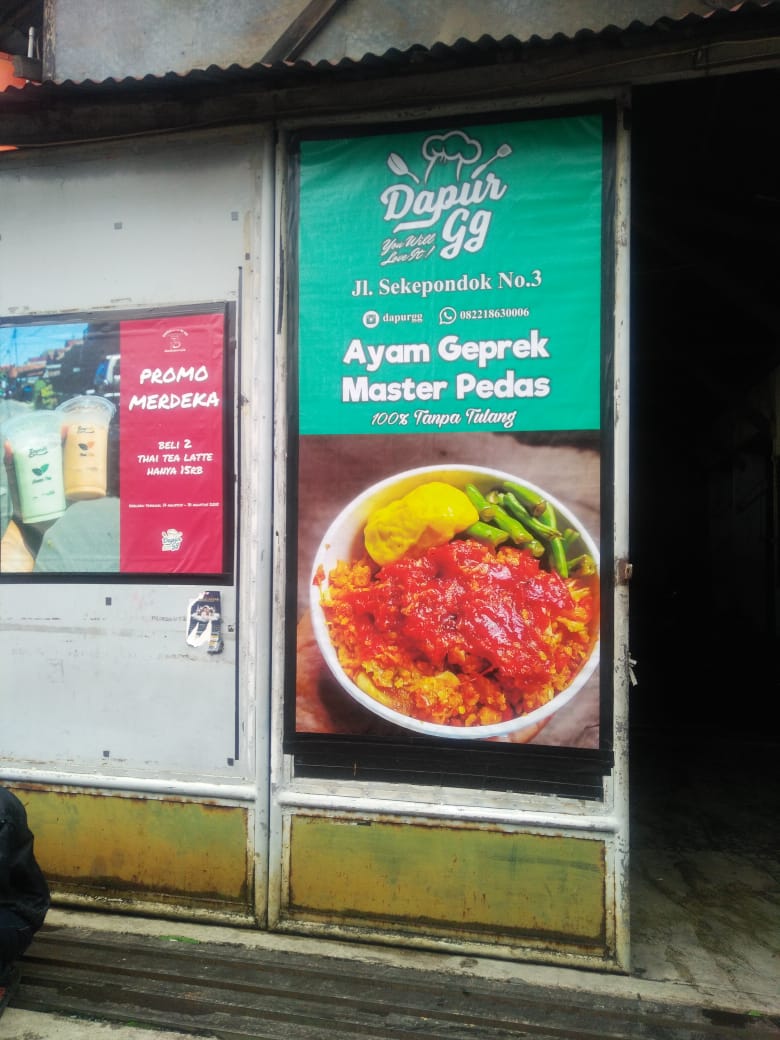 Dapur
Gg
You Will
Love It!
Jl. Sekepondok No.3
dapurgg 082218630006
Ayam Geprek
Master Pedas
100% Tanpa Tulang
PROMO
MERDEKA
BELI 2
THAI TEA LATTE
HANYA 15RB